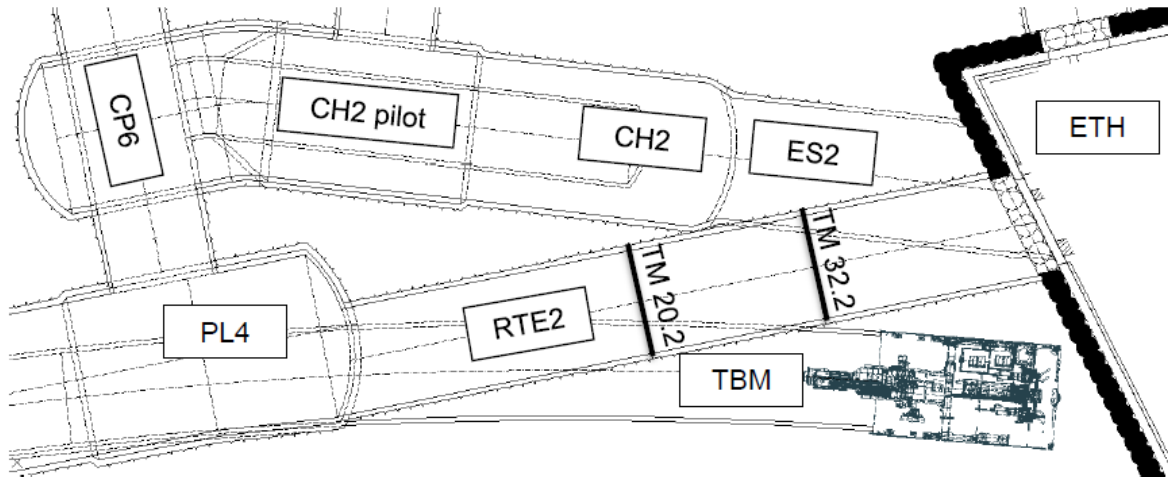 CP6
CH2 pilot
CH2
ES2
ETH
PL4
RTE2
TM 20.2
TM 32.2
TBM